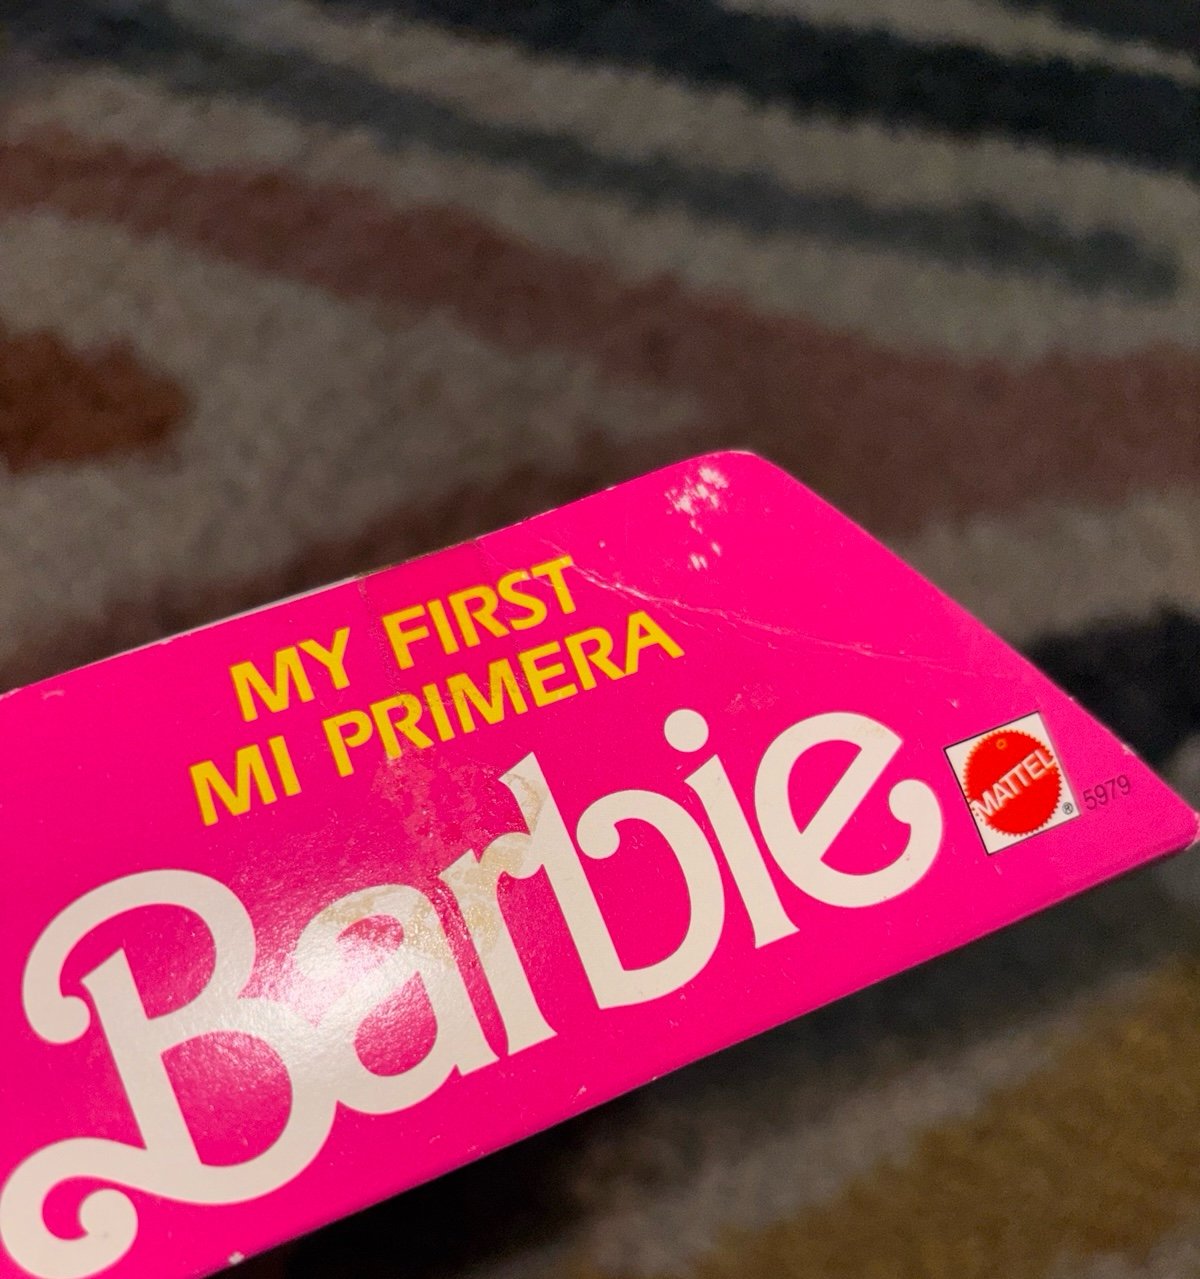 MY FIRST
MI PRIMERA
Barbie
MATTEL® 5979